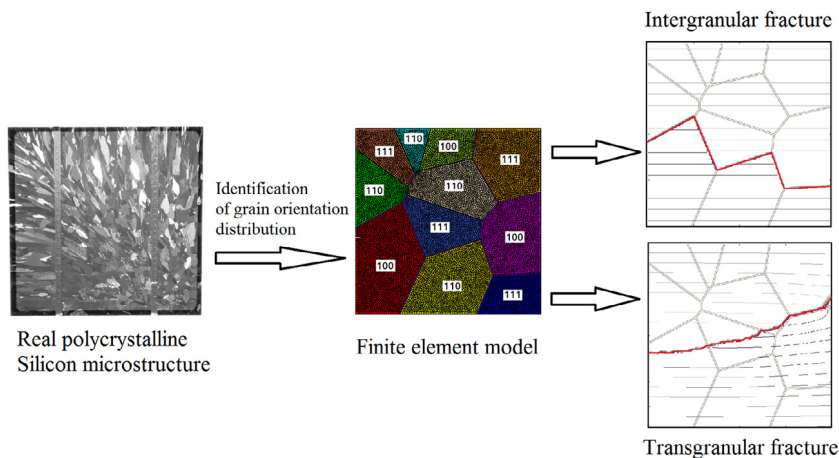 Intergranular fracture
Identification
of grain orientation
distribution
110
111
100
111
110
110
111
100
100
110
111
Real polycrystalline
Silicon microstructure
Finite element model
Transgranular fracture